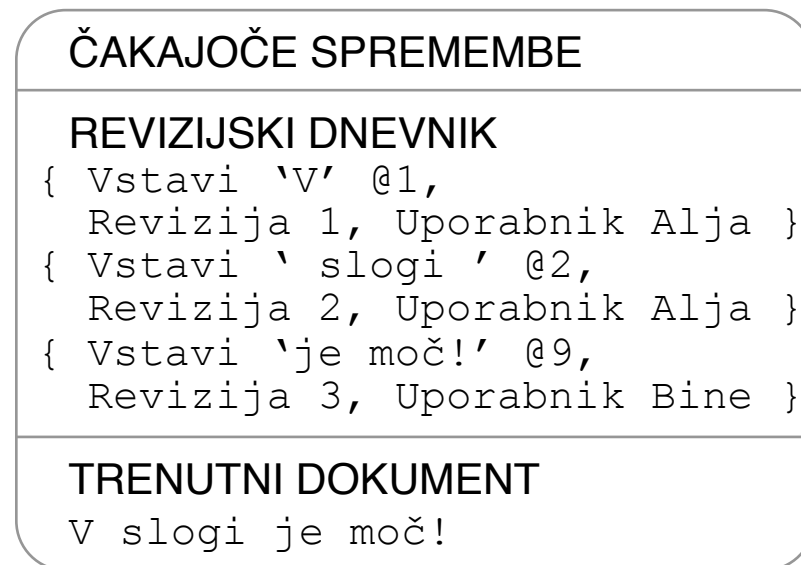 ČAKAJOČE SPREMEMBE
REVIZIJSKI DNEVNIK
{ Vstavi ‘V’ @1,
Revizija 1, Uporabnik Alja }
{ Vstavi ‘ slogi ’ @2,
Revizija 2, Uporabnik Alja }
{ Vstavi ‘je moč!’ @9,
Revizija 3, Uporabnik Bine }
TRENUTNI DOKUMENT
V slogi je moč!